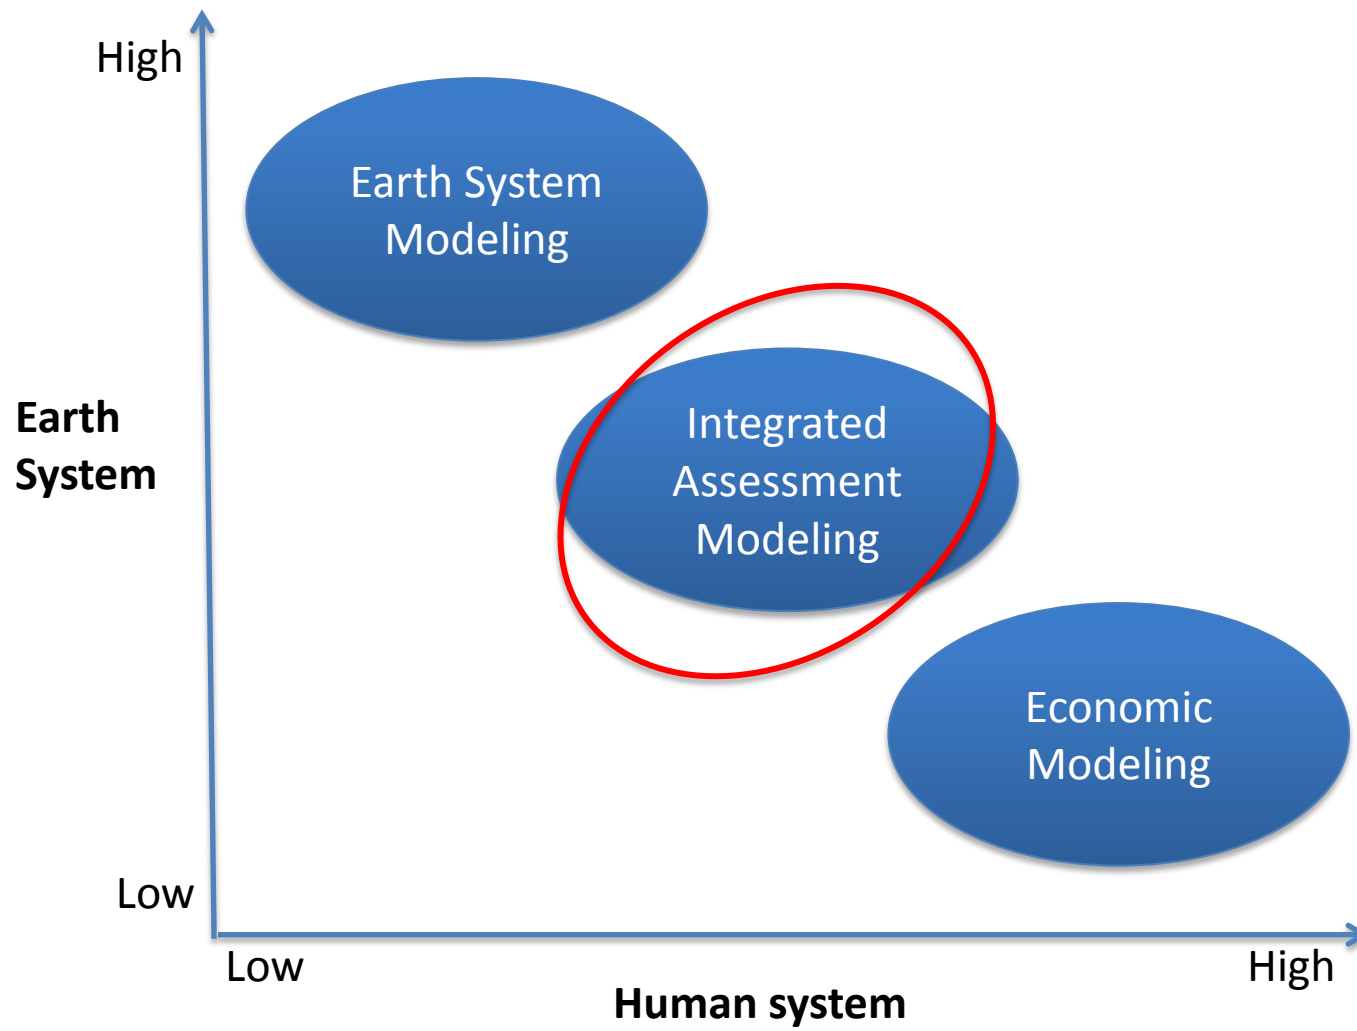 High
Earth System
Modeling
Earth
System
Integrated
Assessment
Modeling
Economic
Modeling
Low
Low
High
Human system